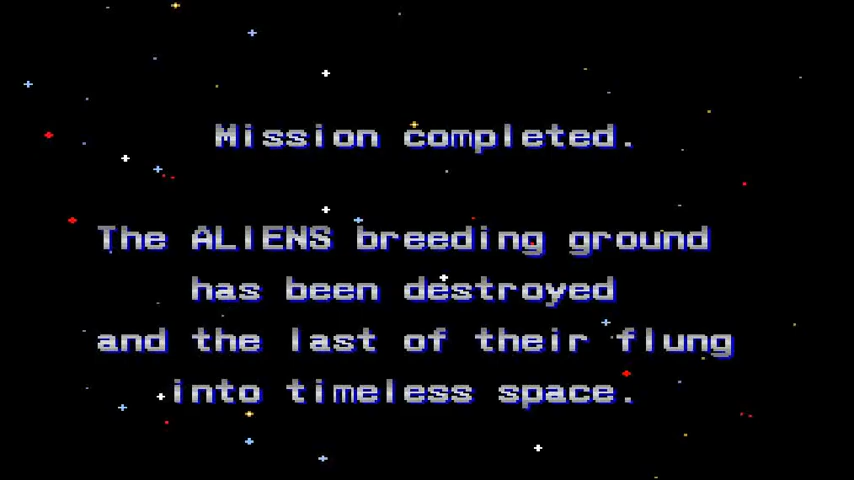 Mission completed.
The ALIENS breeding ground
has been destroyed
and the last of their flung
into timeless space.